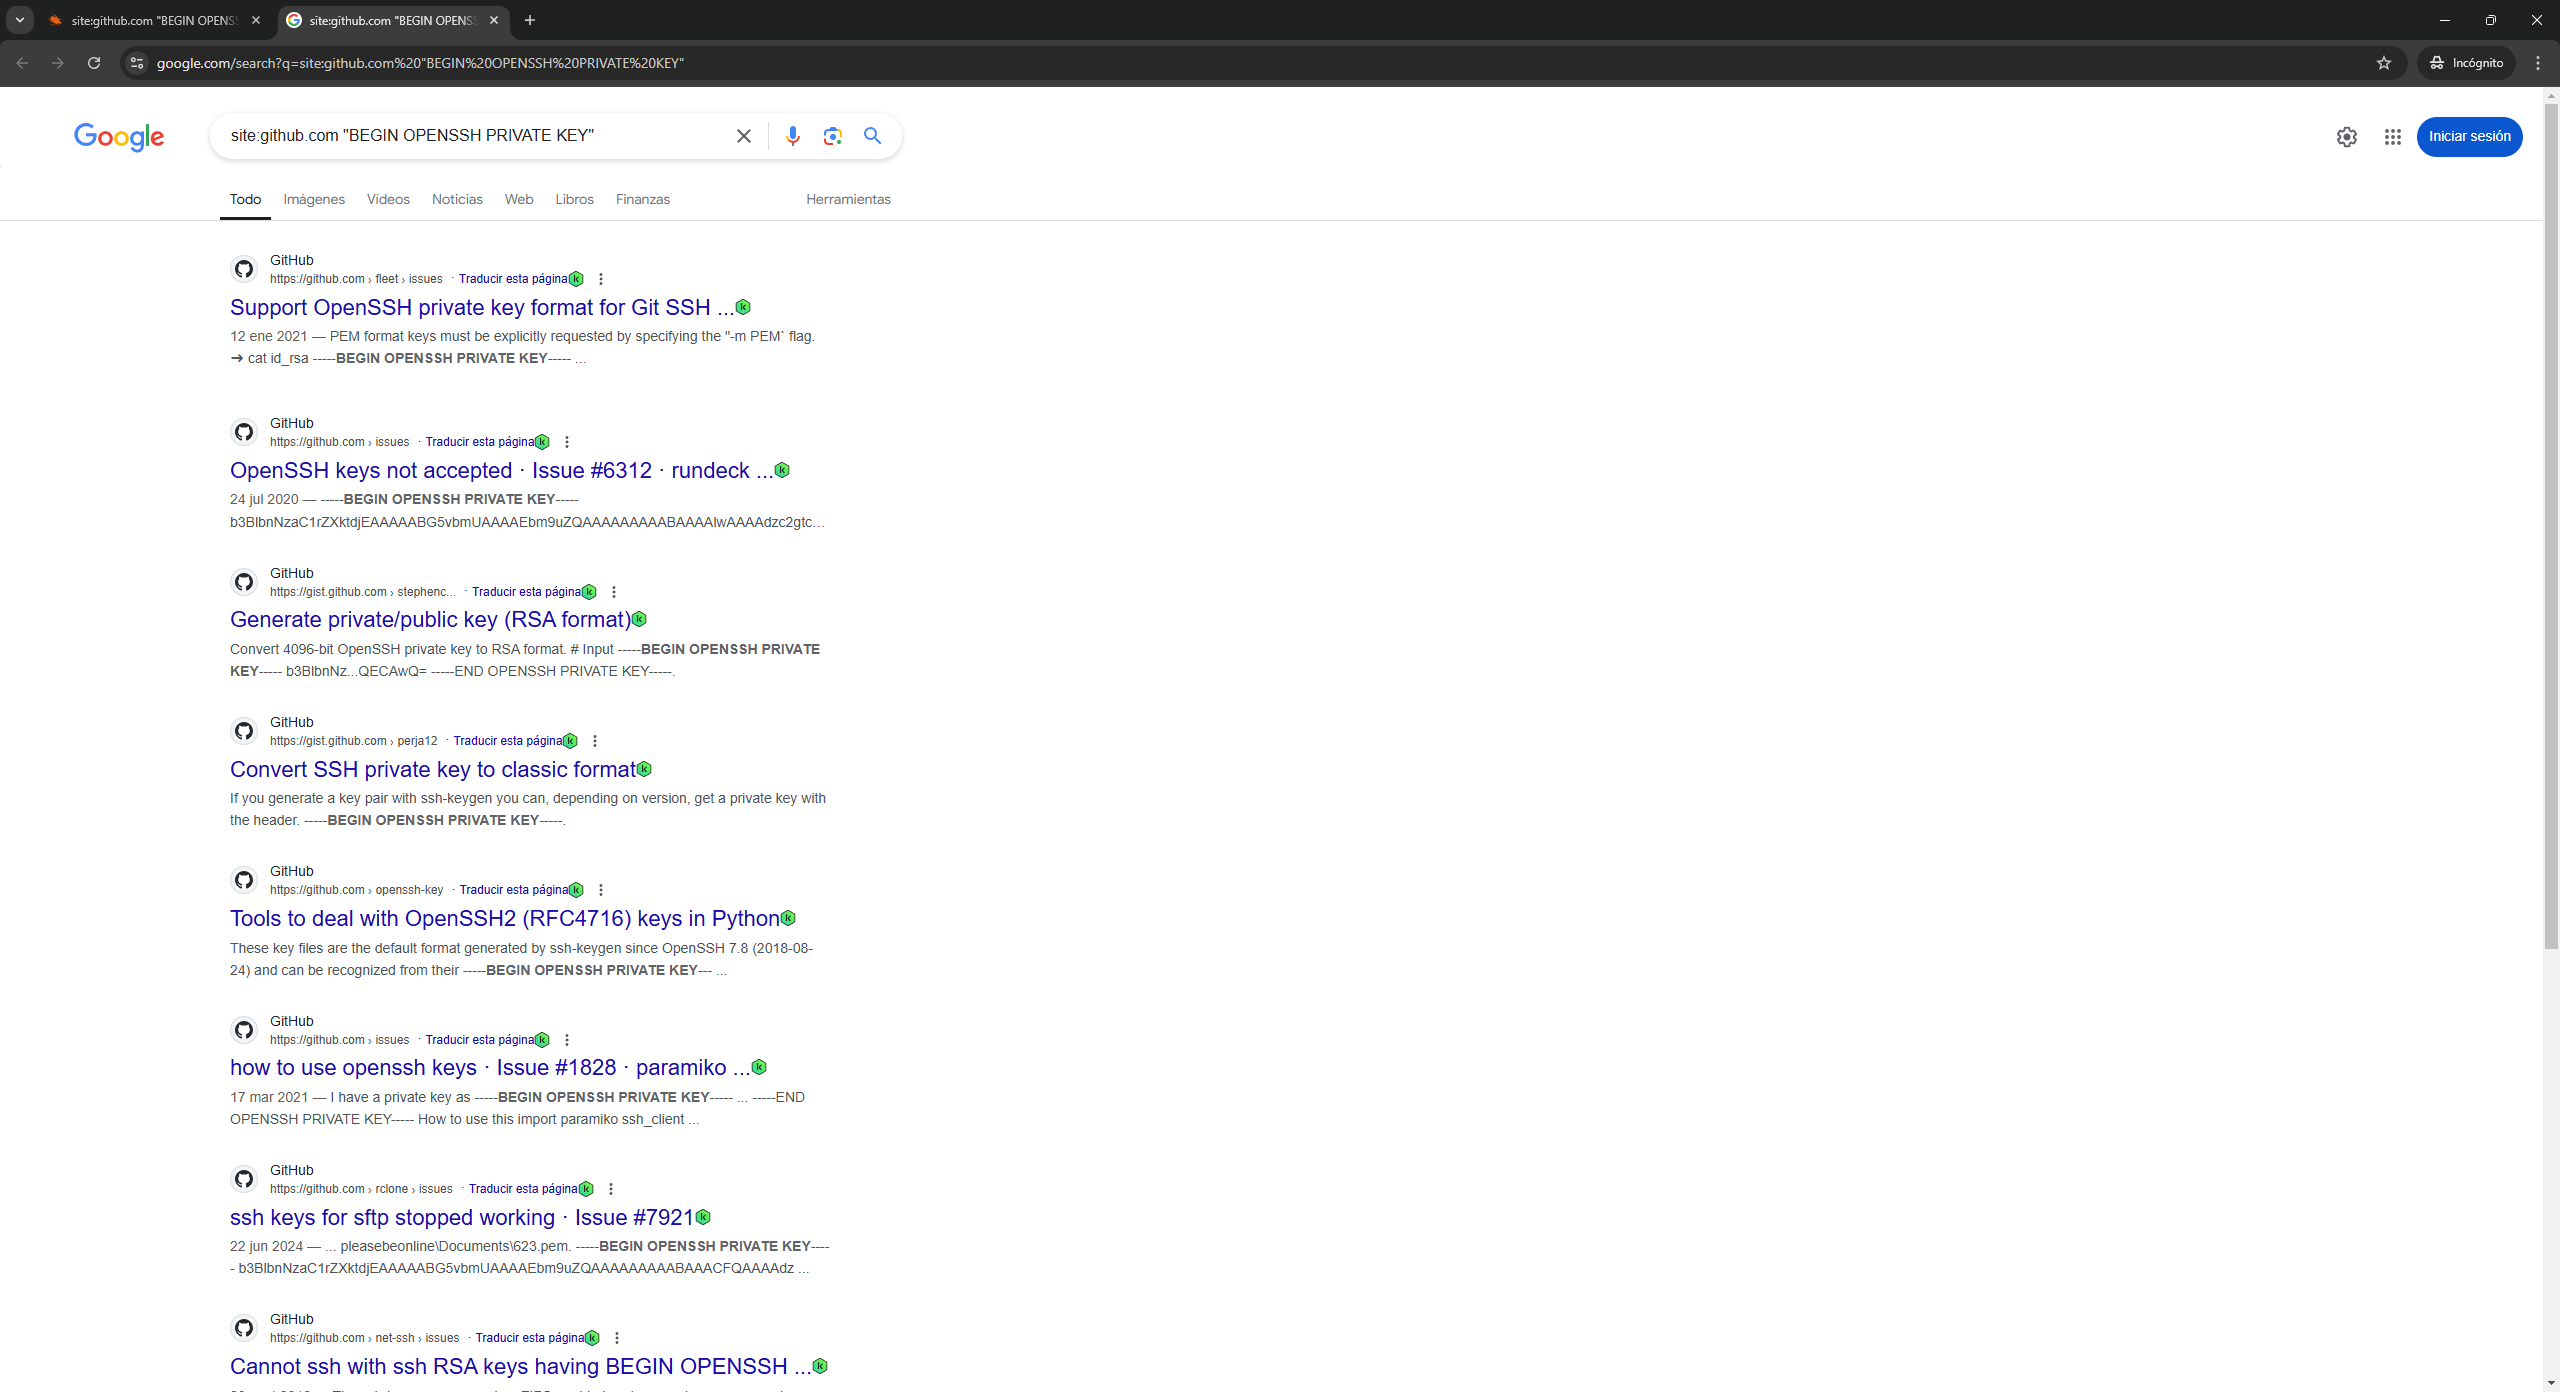 site:github.com "BEGIN OPENSS
site:github.com "BEGIN OPENSS
google.com/search?q=site:github.com%20"BEGIN%20OPENSSH%20PRIVATE%20KEY"
Incógnito
Google
site:github.com "BEGIN OPENSSH PRIVATE KEY"
Iniciar sesión
Todo Imágenes Videos Noticias Web Libros Finanzas Herramientas
GitHub
https://github.com › fleet › issues · Traducir esta página
Support OpenSSH private key format for Git SSH ...
12 ene 2021 — PEM format keys must be explicitly requested by specifying the "-m PEM` flag.
➜ cat id_rsa -----BEGIN OPENSSH PRIVATE KEY----- ...
GitHub
https://github.com › issues · Traducir esta página
OpenSSH keys not accepted · Issue #6312 · rundeck ...
24 jul 2020 — -----BEGIN OPENSSH PRIVATE KEY-----
b3BlbnNzaC1rZXktdjEAAAAABG5vbmUAAAAEbm9uZQAAAAAAAAABAAAAlwAAAAdzc2gtc...
GitHub
https://gist.github.com › stephenc... · Traducir esta página
Generate private/public key (RSA format)
Convert 4096-bit OpenSSH private key to RSA format. # Input -----BEGIN OPENSSH PRIVATE
KEY----- b3BlbnNz...QECAwQ= -----END OPENSSH PRIVATE KEY-----.
GitHub
https://gist.github.com › perja12 · Traducir esta página
Convert SSH private key to classic format
If you generate a key pair with ssh-keygen you can, depending on version, get a private key with
the header. -----BEGIN OPENSSH PRIVATE KEY-----.
GitHub
https://github.com › openssh-key · Traducir esta página
Tools to deal with OpenSSH2 (RFC4716) keys in Python
These key files are the default format generated by ssh-keygen since OpenSSH 7.8 (2018-08-
24) and can be recognized from their -----BEGIN OPENSSH PRIVATE KEY--- ...
GitHub
https://github.com › issues · Traducir esta página
how to use openssh keys · Issue #1828 · paramiko ...
17 mar 2021 — I have a private key as -----BEGIN OPENSSH PRIVATE KEY----- ... -----END
OPENSSH PRIVATE KEY----- How to use this import paramiko ssh_client ...
GitHub
https://github.com › rclone › issues · Traducir esta página
ssh keys for sftp stopped working · Issue #7921
22 jun 2024 — ... pleasebeonline\Documents\623.pem. -----BEGIN OPENSSH PRIVATE KEY----
- b3BlbnNzaC1rZXktdjEAAAAABG5vbmUAAAAEbm9uZQAAAAAAAAABAAACFQAAAAdz ...
GitHub
https://github.com › net-ssh › issues · Traducir esta página
Cannot ssh with ssh RSA keys having BEGIN OPENSSH ...